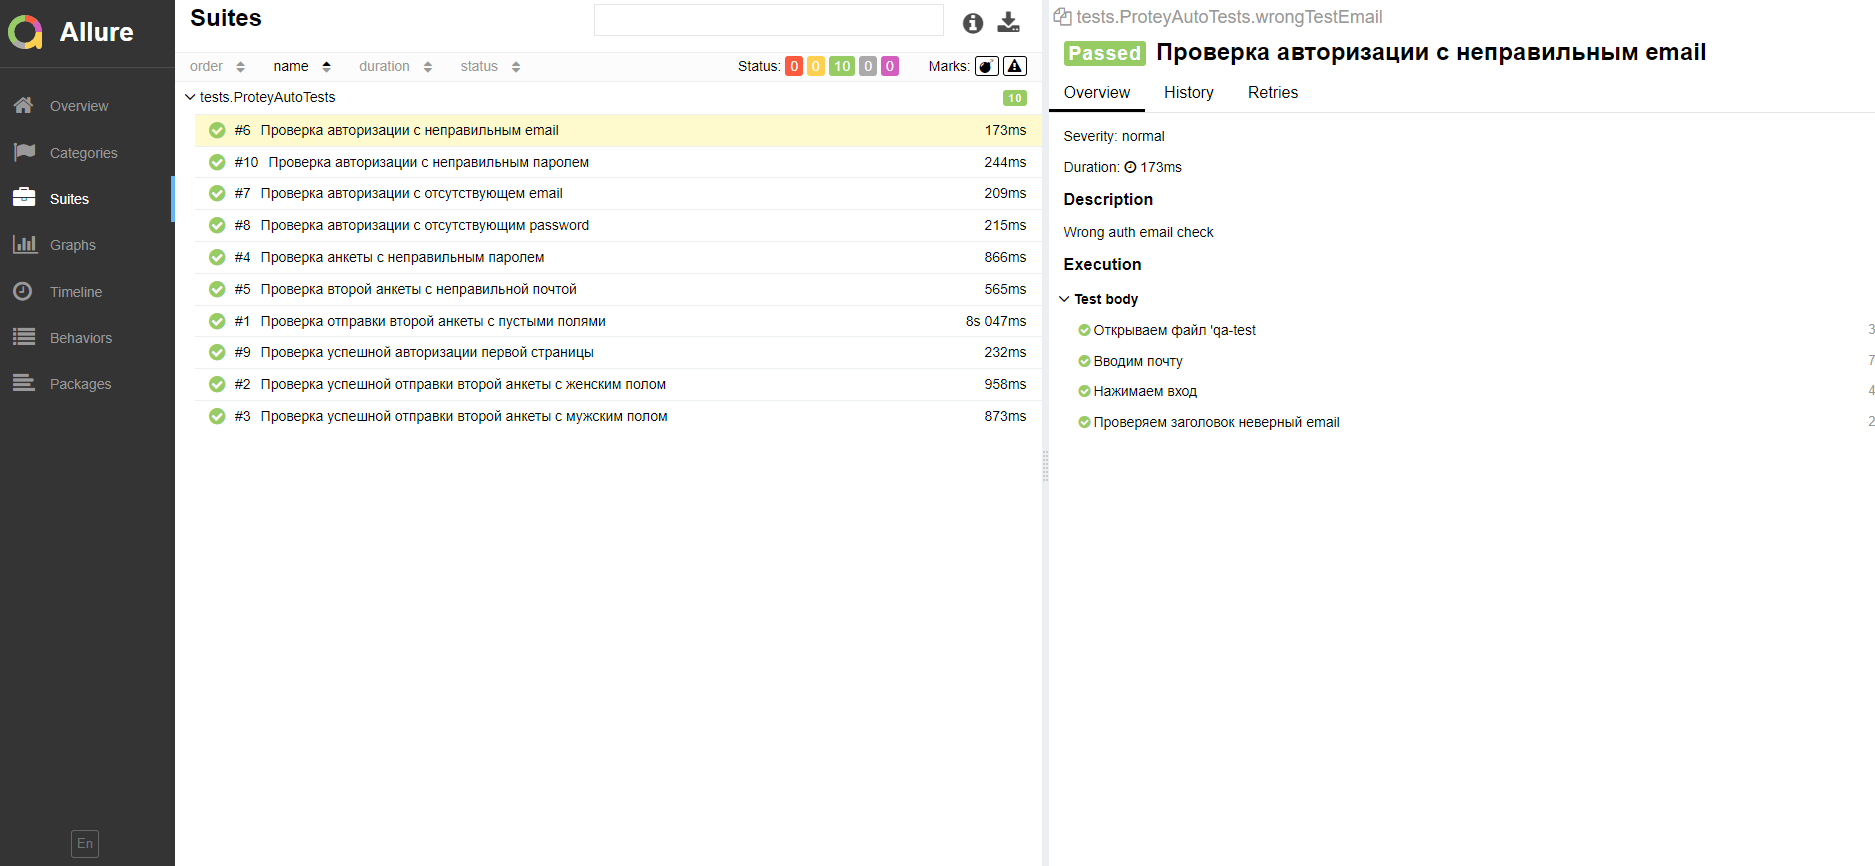 Allure
Overview
Categories
Suites
Graphs
Timeline
Behaviors
Packages
En
Suites
order name duration status Status: 0 0 10 0 0 Marks:
tests.ProteyAutoTests 10
#6 Проверка авторизации с неправильным email 173ms
#10 Проверка авторизации с неправильным паролем 244ms
#7 Проверка авторизации с отсутствующем email 209ms
#8 Проверка авторизации с отсутствующим password 215ms
#4 Проверка анкеты с неправильным паролем 866ms
#5 Проверка второй анкеты с неправильной почтой 565ms
#1 Проверка отправки второй анкеты с пустыми полями 8s 047ms
#9 Проверка успешной авторизации первой страницы 232ms
#2 Проверка успешной отправки второй анкеты с женским полом 958ms
#3 Проверка успешной отправки второй анкеты с мужским полом 873ms
tests.ProteyAutoTests.wrongTestEmail
Passed Проверка авторизации с неправильным email
Overview History Retries
Severity: normal
Duration: 173ms
Description
Wrong auth email check
Execution
Test body
Открываем файл 'qa-test 3
Вводим почту 7
Нажимаем вход 4
Проверяем заголовок неверный email 2